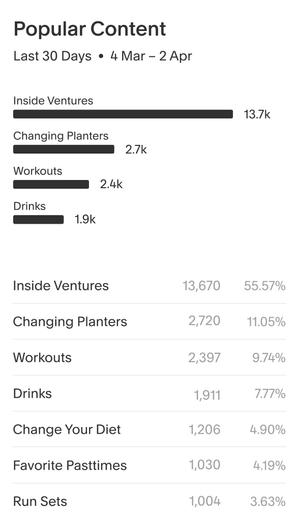 Popular Content
Last 30 Days • 4 Mar – 2 Apr
Inside Ventures
13.7k
Changing Planters
2.7k
Workouts
2.4k
Drinks
1.9k
Inside Ventures 13,670 55.57%
Changing Planters 2,720 11.05%
Workouts 2,397 9.74%
Drinks 1,911 7.77%
Change Your Diet 1,206 4.90%
Favorite Pasttimes 1,030 4.19%
Run Sets 1,004 3.63%